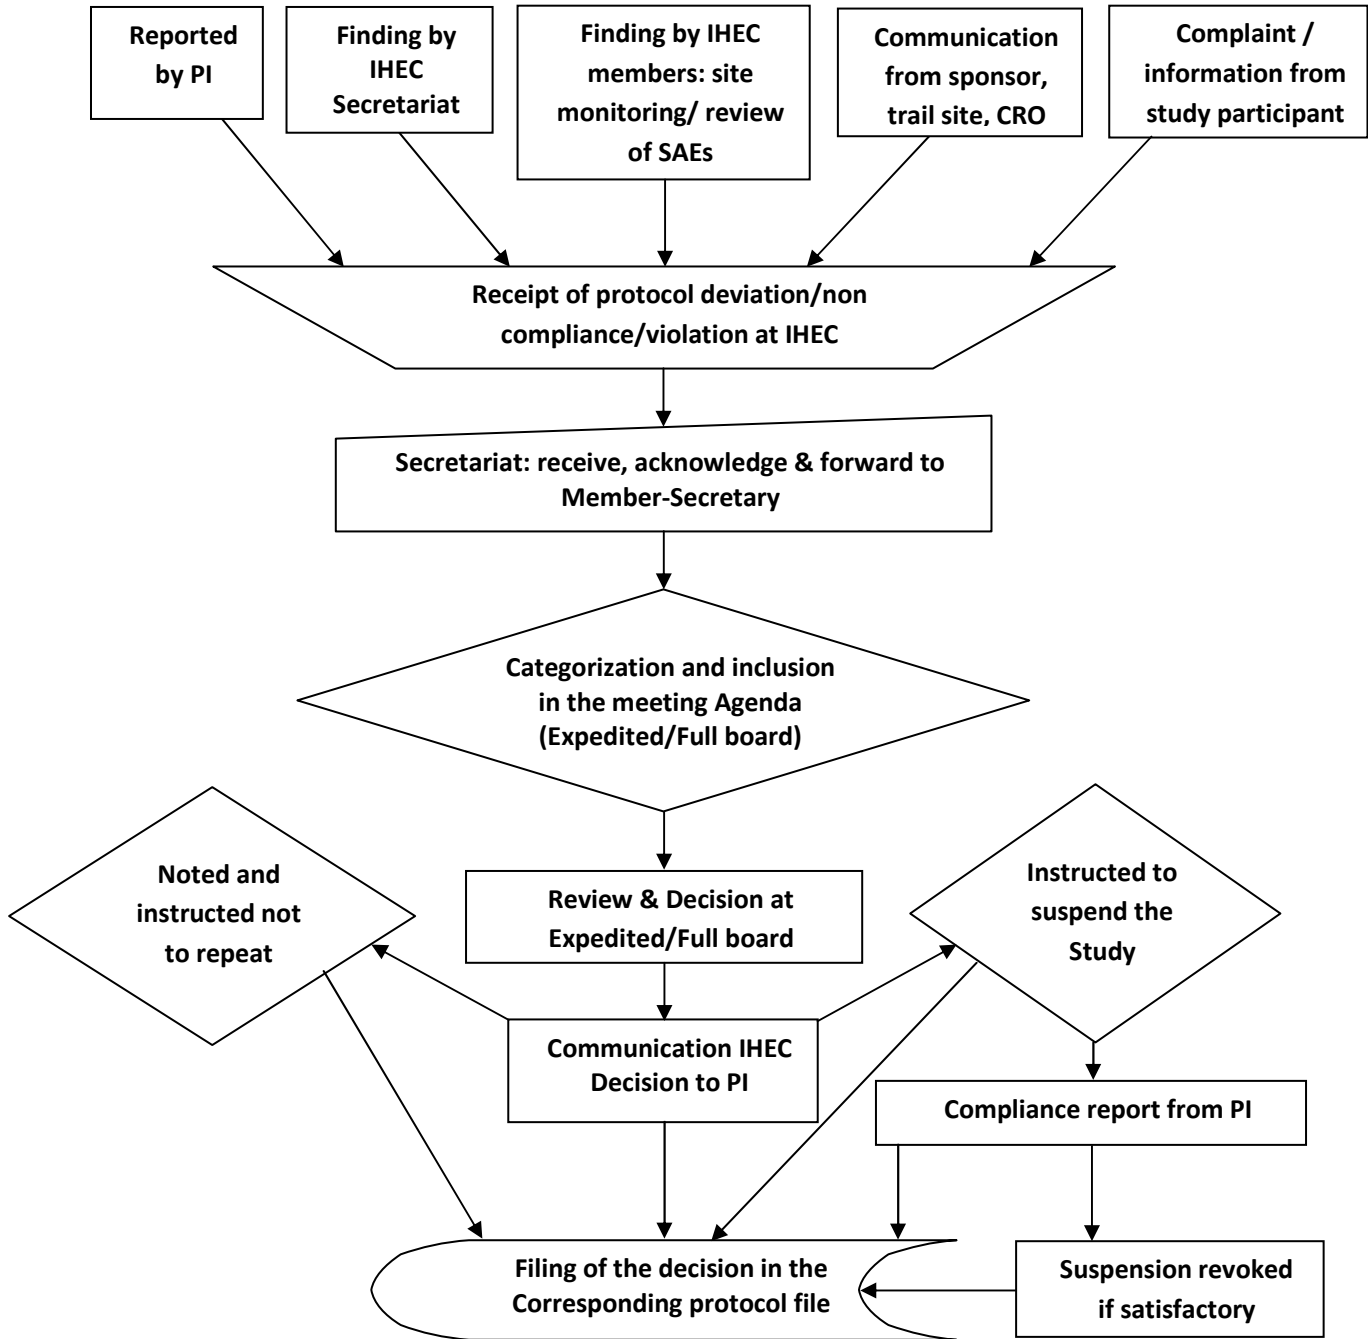 Reported
by PI
Finding by
IHEC
Secretariat
Finding by IHEC
members: site
monitoring/ review
of SAEs
Communication
from sponsor,
trail site, CRO
Complaint /
information from
study participant
Receipt of protocol deviation/non
compliance/violation at IHEC
Secretariat: receive, acknowledge & forward to
Member-Secretary
Categorization and inclusion
in the meeting Agenda
(Expedited/Full board)
Noted and
instructed not
to repeat
Review & Decision at
Expedited/Full board
Instructed to
suspend the
Study
Communication IHEC
Decision to PI
Compliance report from PI
Filing of the decision in the
Corresponding protocol file
Suspension revoked
if satisfactory